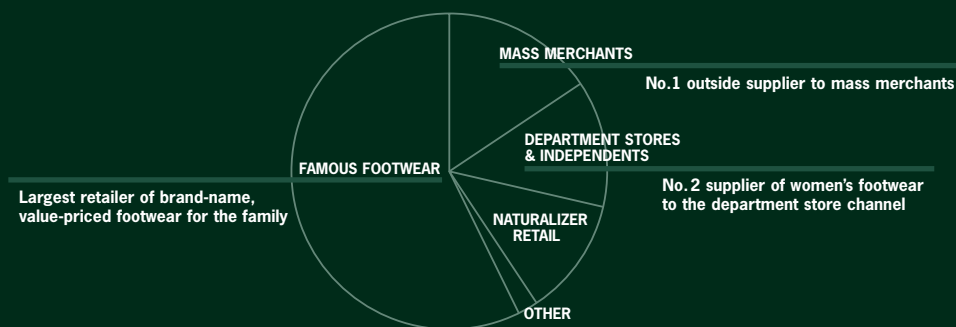 MASS MERCHANTS
No.1 outside supplier to mass merchants
DEPARTMENT STORES
& INDEPENDENTS
No.2 supplier of women's footwear
to the department store channel
FAMOUS FOOTWEAR
Largest retailer of brand-name,
value-priced footwear for the family
NATURALIZER
RETAIL
OTHER